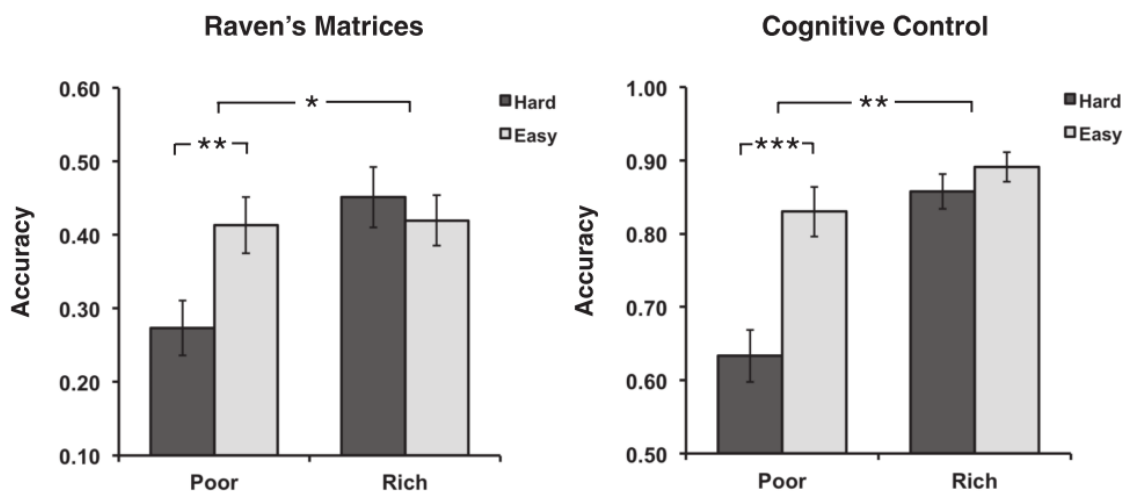 Raven's Matrices
Accuracy
0.60
0.50
0.40
0.30
0.20
0.10
*
**
Hard
Easy
Poor Rich
Cognitive Control
Accuracy
1.00
0.90
0.80
0.70
0.60
0.50
**
***
Hard
Easy
Poor Rich